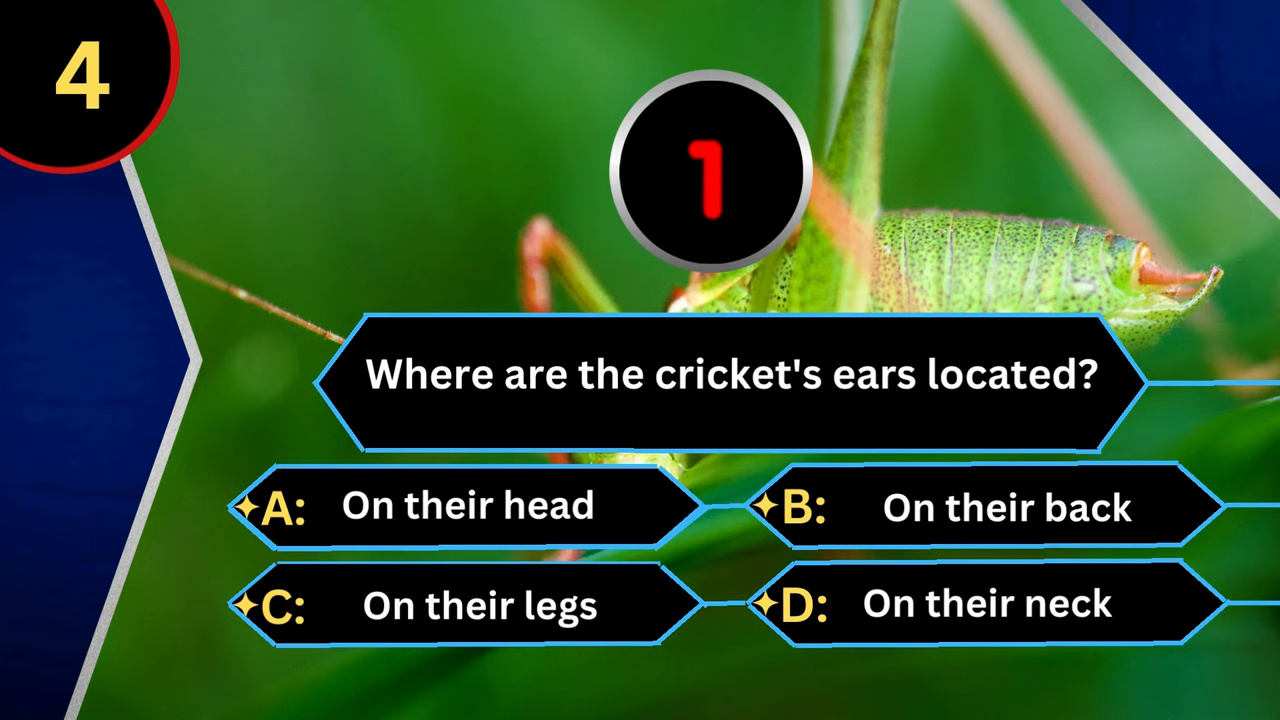 4
1
Where are the cricket's ears located?
A: On their head
B: On their back
C: On their legs
D: On their neck